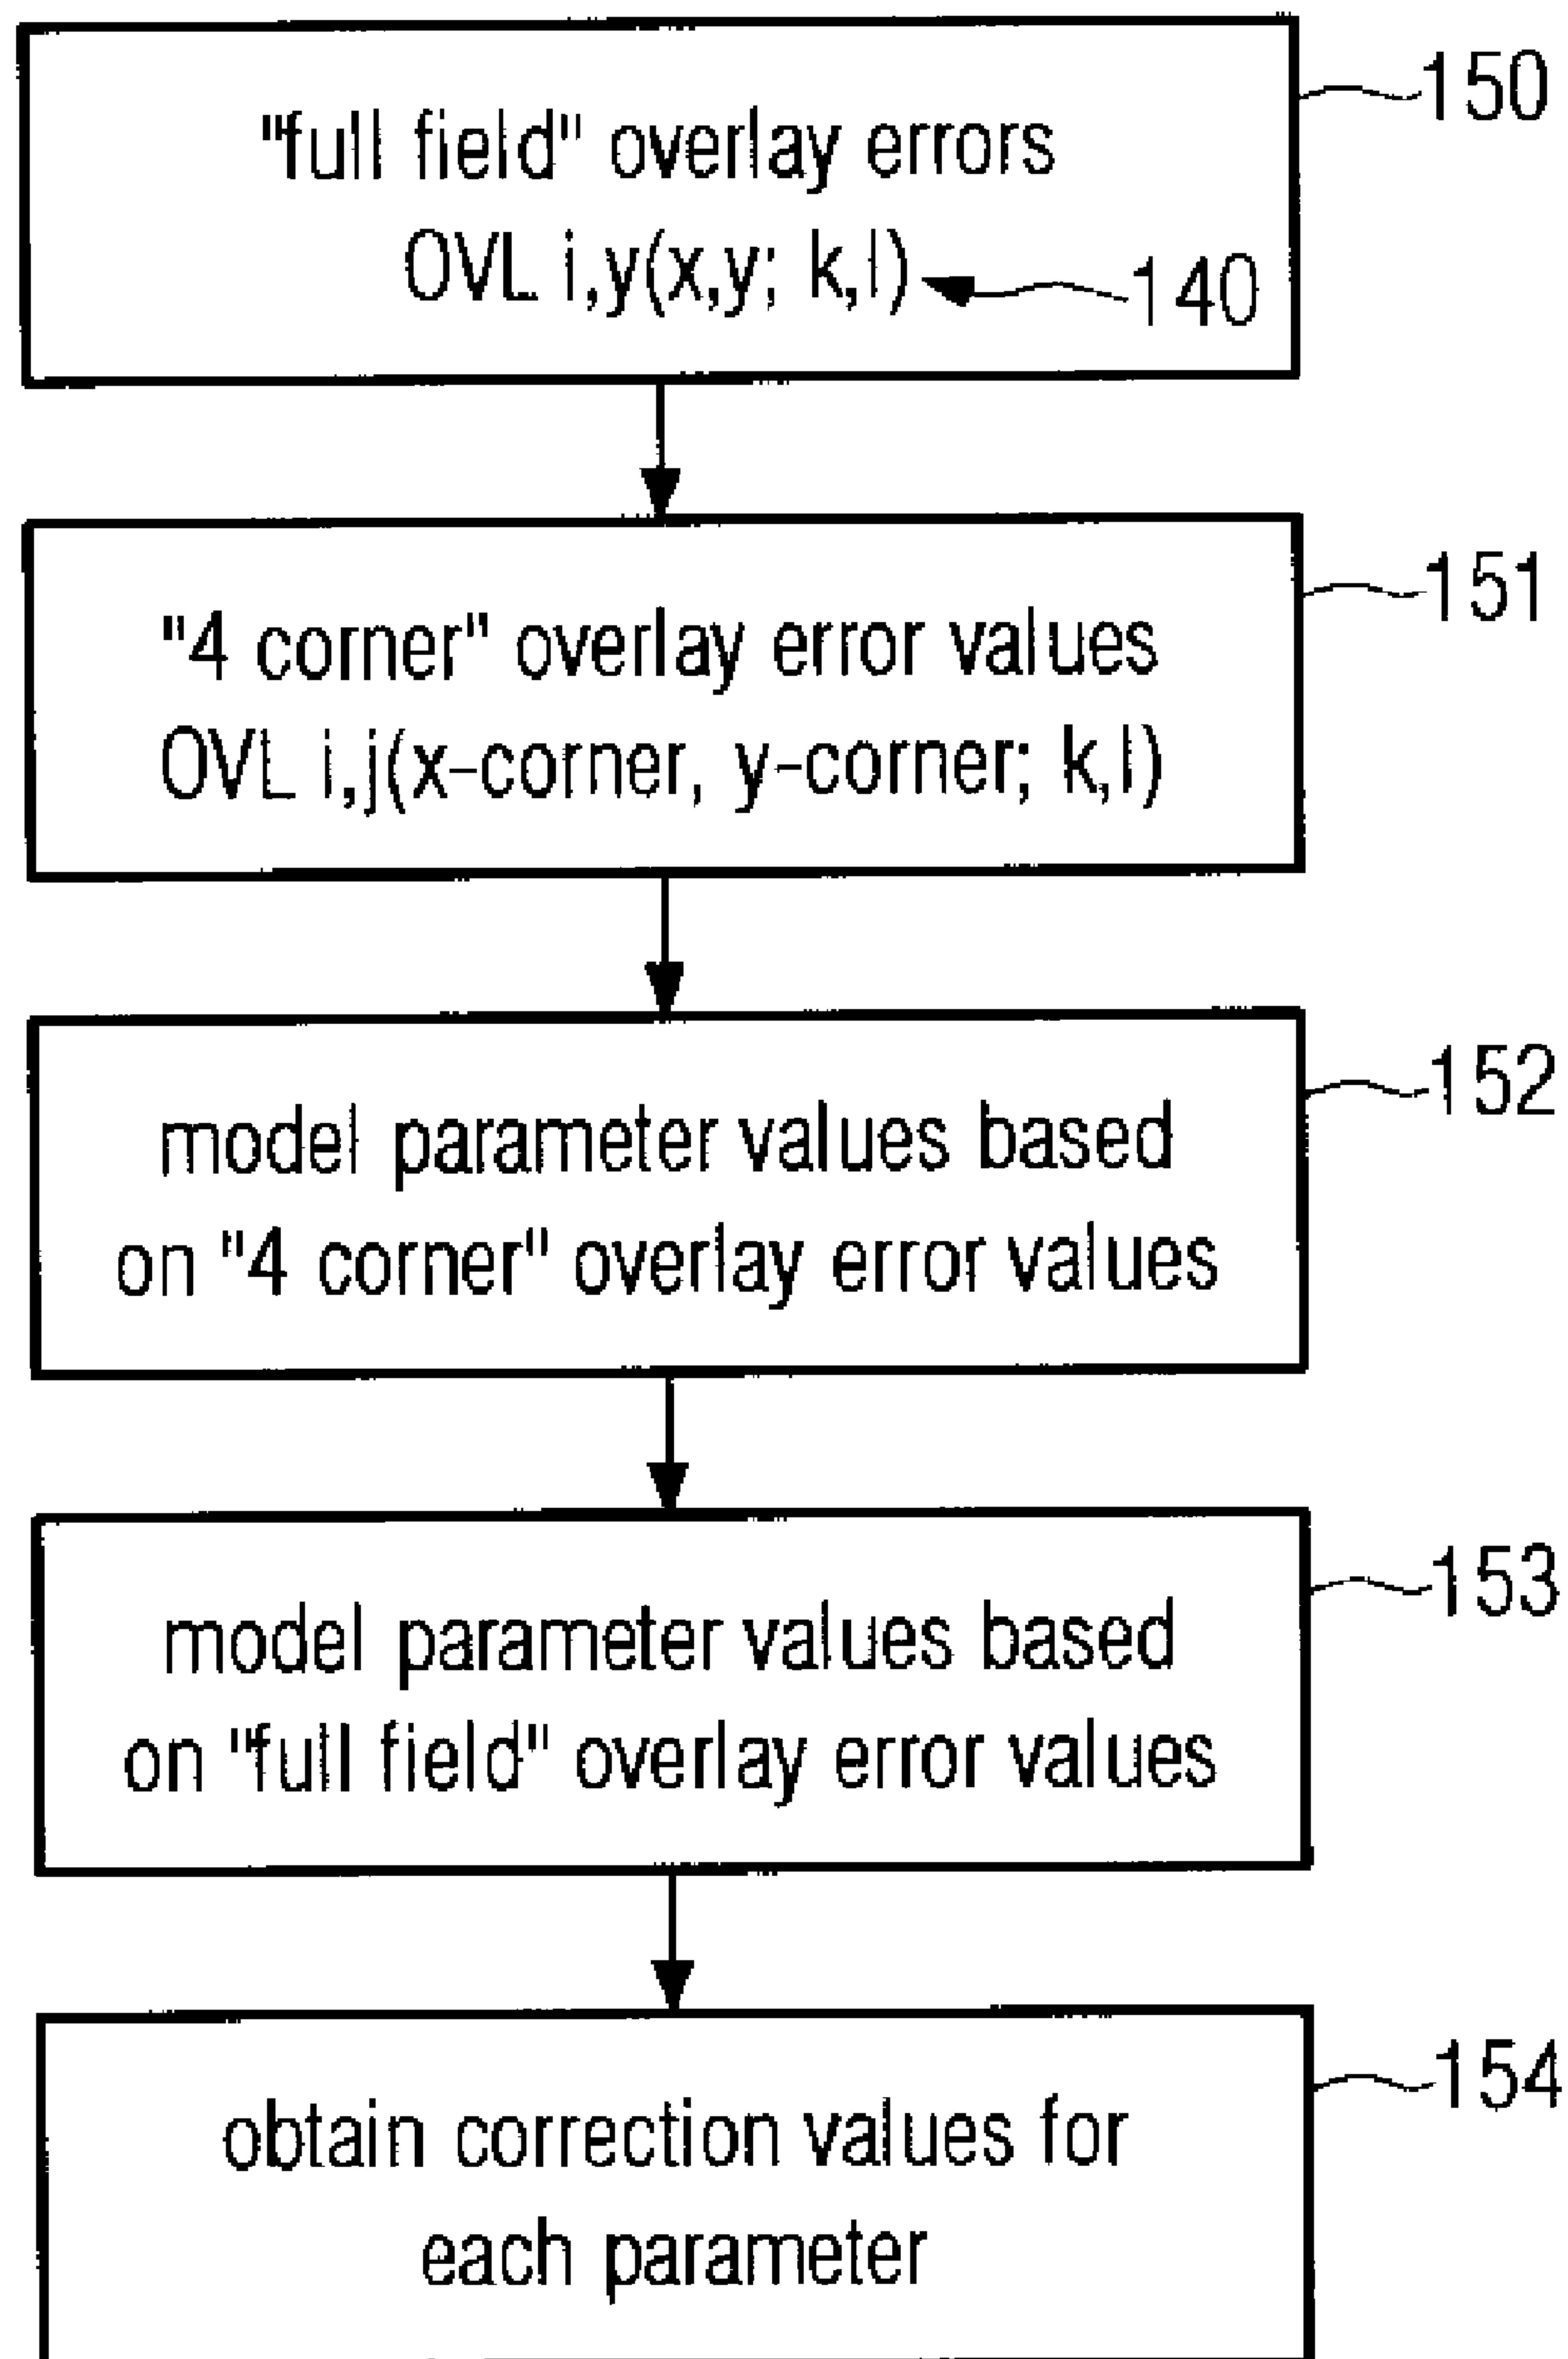 "full field" overlay errors
150
OVL i,y(x,y; k,l)
140
"4 corner" overlay error values
151
OVL i,j(x-corner, y-corner; k,l)
model parameter values based
152
on "4 corner" overlay error values
model parameter values based
153
on "full field" overlay error values
obtain correction values for
154
each parameter